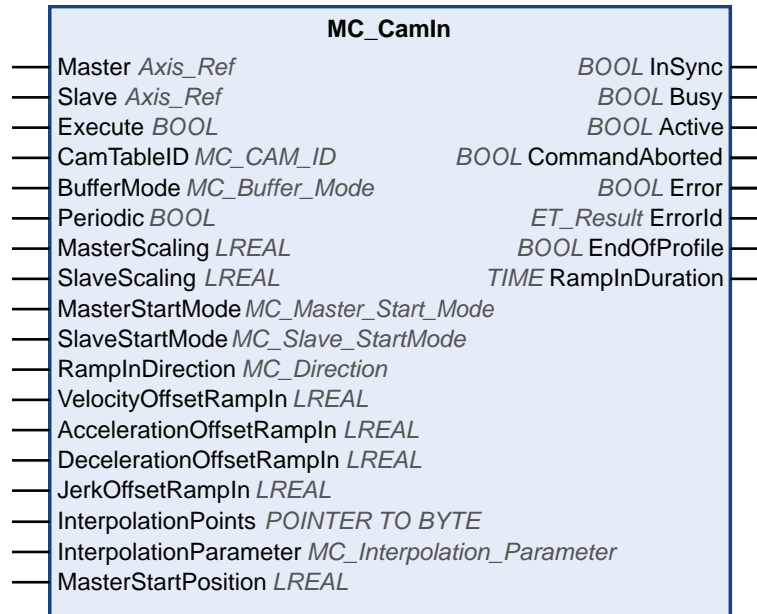 MC_CamIn
Master Axis_Ref BOOL InSync
Slave Axis_Ref BOOL Busy
Execute BOOL BOOL Active
CamTableID MC_CAM_ID BOOL CommandAborted
BufferMode MC_Buffer_Mode BOOL Error
Periodic BOOL ET_Result ErrorId
MasterScaling LREAL BOOL EndOfProfile
SlaveScaling LREAL TIME RampInDuration
MasterStartMode MC_Master_Start_Mode
SlaveStartMode MC_Slave_StartMode
RampInDirection MC_Direction
VelocityOffsetRampIn LREAL
AccelerationOffsetRampIn LREAL
DecelerationOffsetRampIn LREAL
JerkOffsetRampIn LREAL
InterpolationPoints POINTER TO BYTE
InterpolationParameter MC_Interpolation_Parameter
MasterStartPosition LREAL